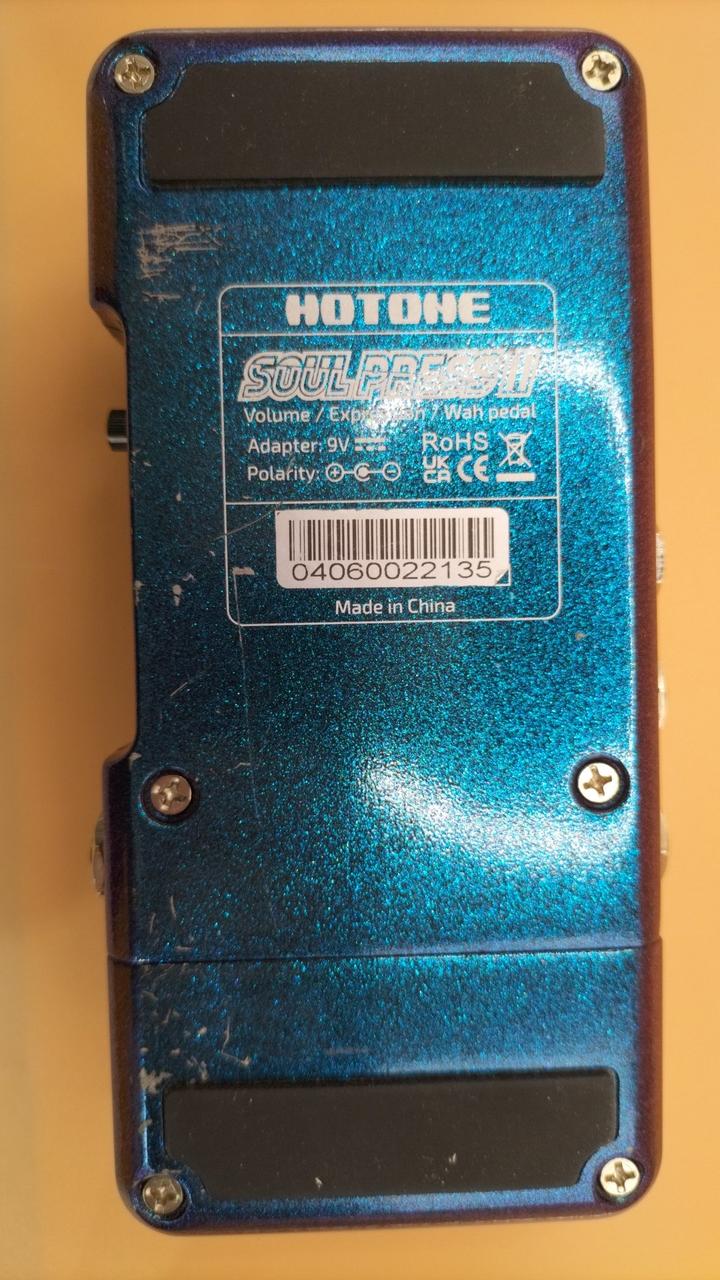 HOTONE
SOUL PRESS II
Volume / Expression / Wah pedal
Adapter: 9V
RoHS
Polarity: + C -
UK
CA
CE
04060022135
Made in China